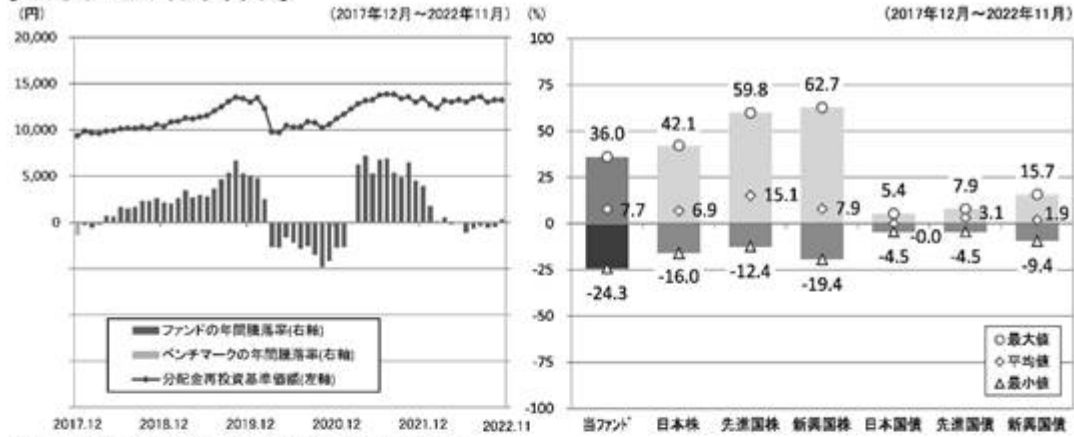 (円)
(2017年12月～2022年11月)
20,000
15,000
10,000
5,000
0
ファンドの年間騰落率(右軸)
ベンチマークの年間騰落率(右軸)
分配金再投資基準価額(左軸)
2017.12 2018.12 2019.12 2020.12 2021.12 2022.11
(%)
(2017年12月～2022年11月)
100
75
50
25
0
-25
-50
-75
-100
36.0 42.1 59.8 62.7 5.4 7.9 15.7
7.7 6.9 15.1 7.9 -0.0 3.1 1.9
-24.3 -16.0 -12.4 -19.4 -4.5 -4.5 -9.4
最大値
平均値
最小値
当ファンド 日本株 先進国株 新興国株 日本国債 先進国債 新興国債